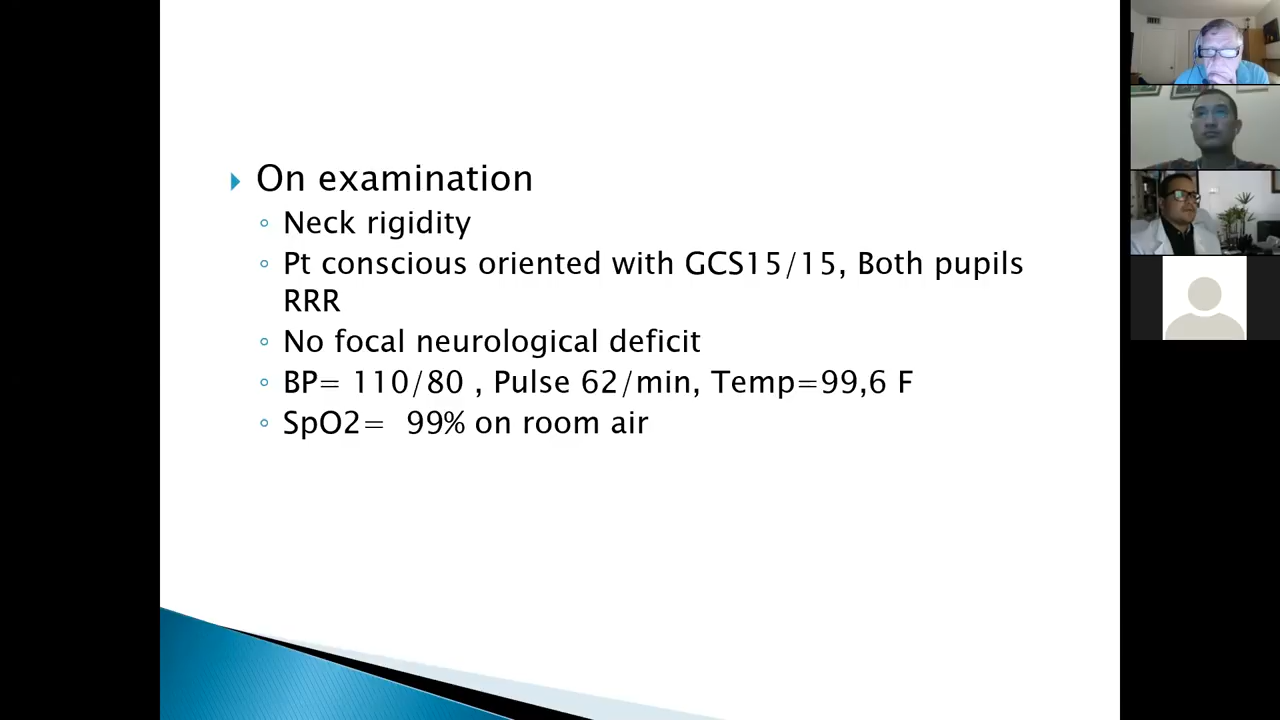 On examination
Neck rigidity
Pt conscious oriented with GCS15/15, Both pupils
RRR
No focal neurological deficit
BP= 110/80 , Pulse 62/min, Temp=99,6 F
SpO2= 99% on room air